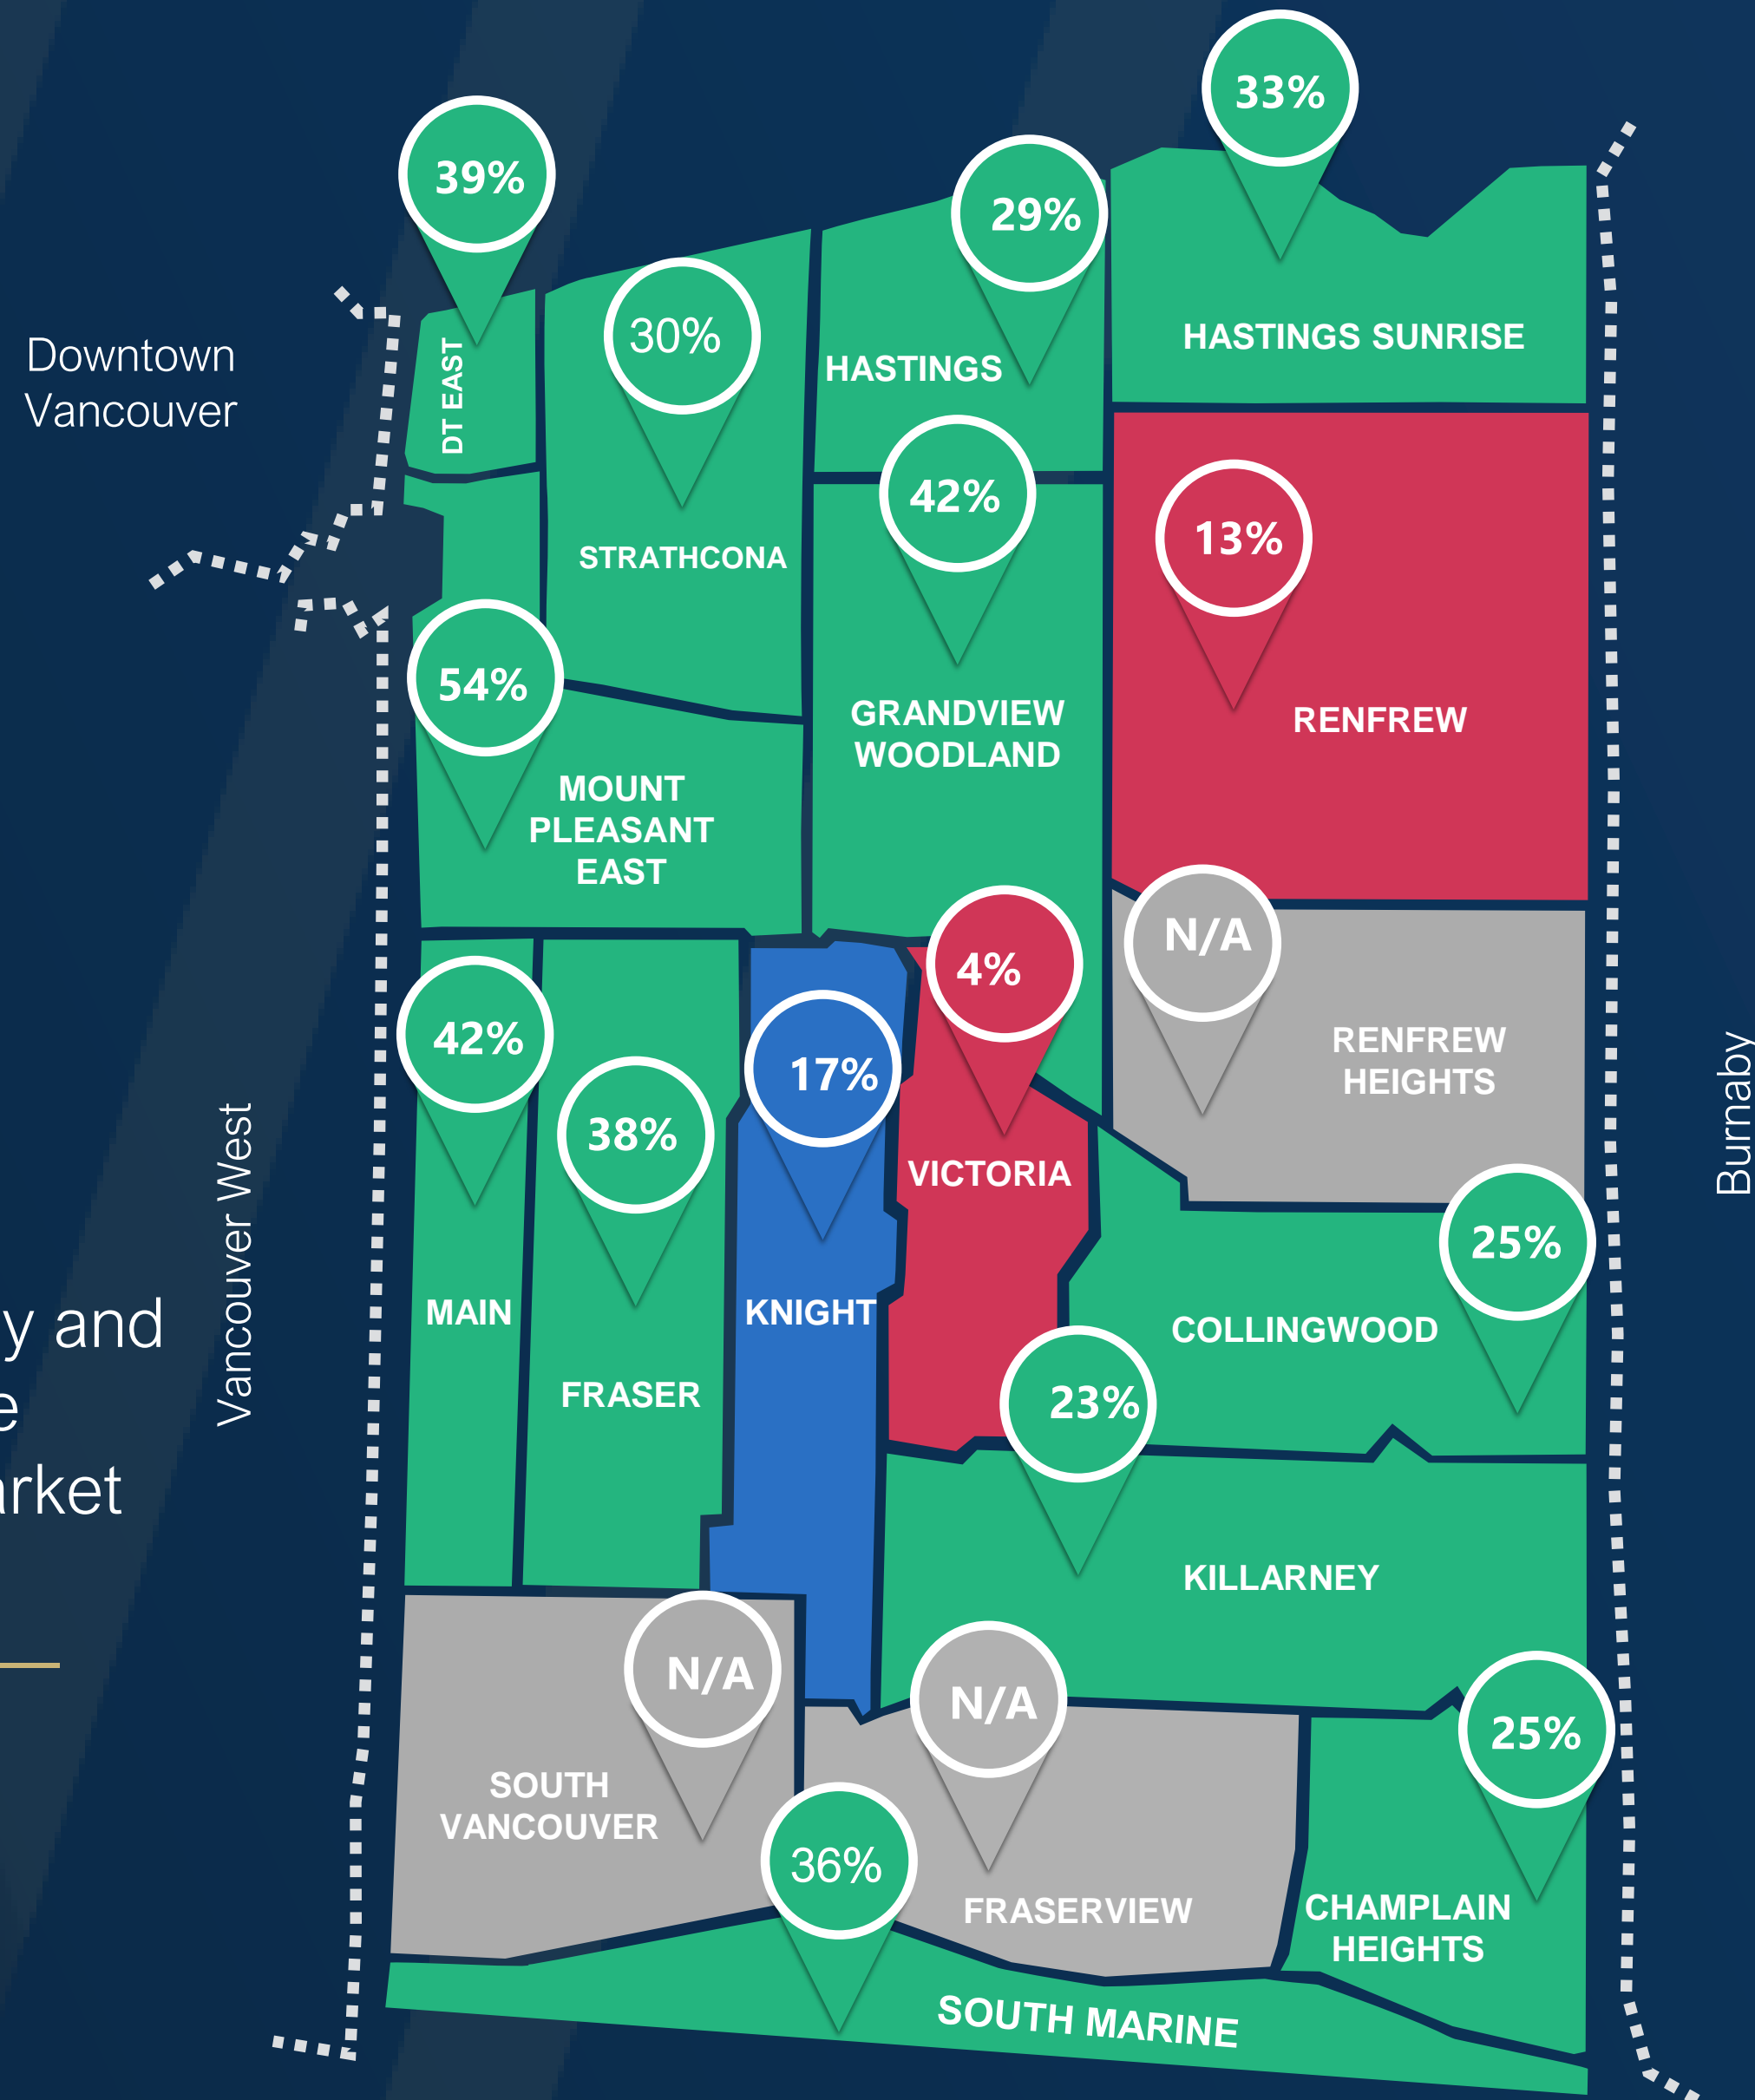 33%
39%
29%
30%
HASTINGS SUNRISE
Downtown
Vancouver
DT EAST
HASTINGS
42%
13%
STRATHCONA
54%
GRANDVIEW
WOODLAND
RENFREW
MOUNT
PLEASANT
EAST
4%
N/A
42%
17%
38%
RENFREW
HEIGHTS
Burnaby
Vancouver West
VICTORIA
25%
MAIN
KNIGHT
COLLINGWOOD
y and
FRASER
23%
e
rket
KILLARNEY
N/A
N/A
25%
SOUTH
VANCOUVER
36%
FRASERVIEW
CHAMPLAIN
HEIGHTS
SOUTH MARINE